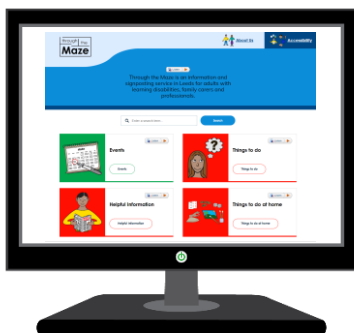 through the
Maze
About Us
Accessibility
Through the Maze is an information and
signposting service in Leeds for adults with
learning disabilities, family carers and
professionals.
Search
Events
Events
Things to do
Things to do
Helpful Information
Helpful Information
Things to do at home
Things to do at home